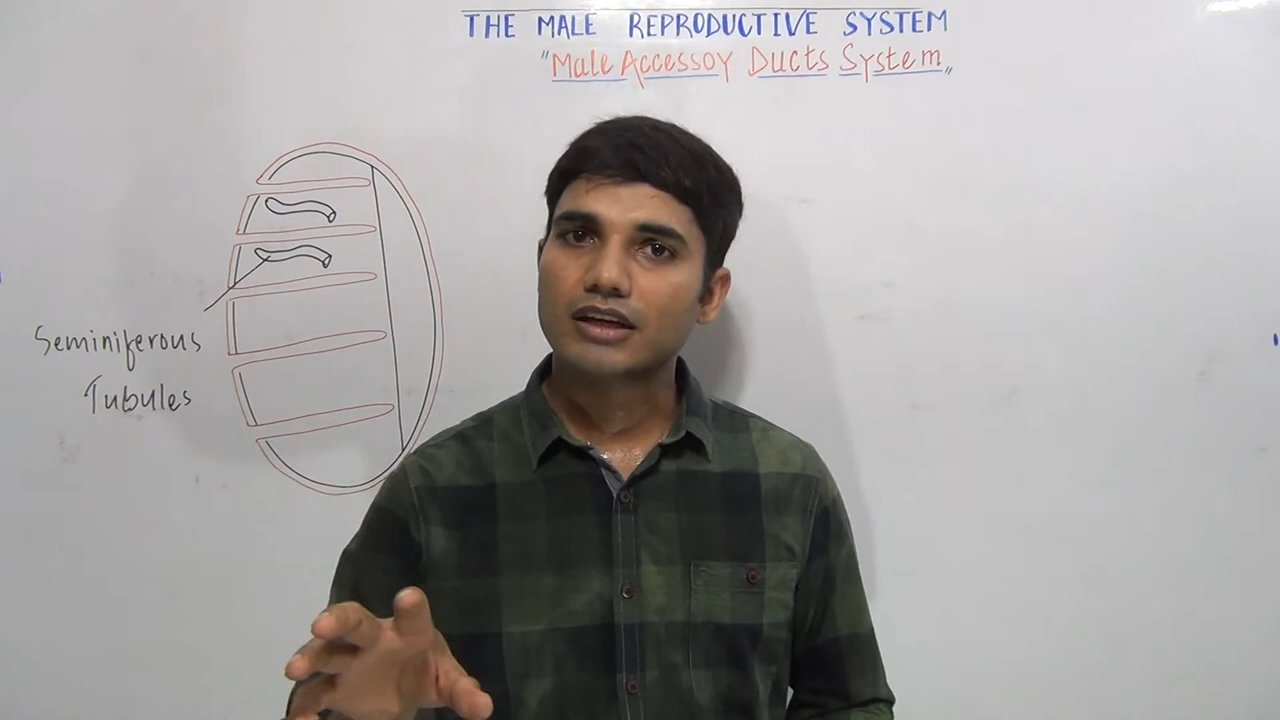 THE MALE REPRODUCTIVE SYSTEM
"Male Accessoy Ducts System"
Seminiferous
Tubules